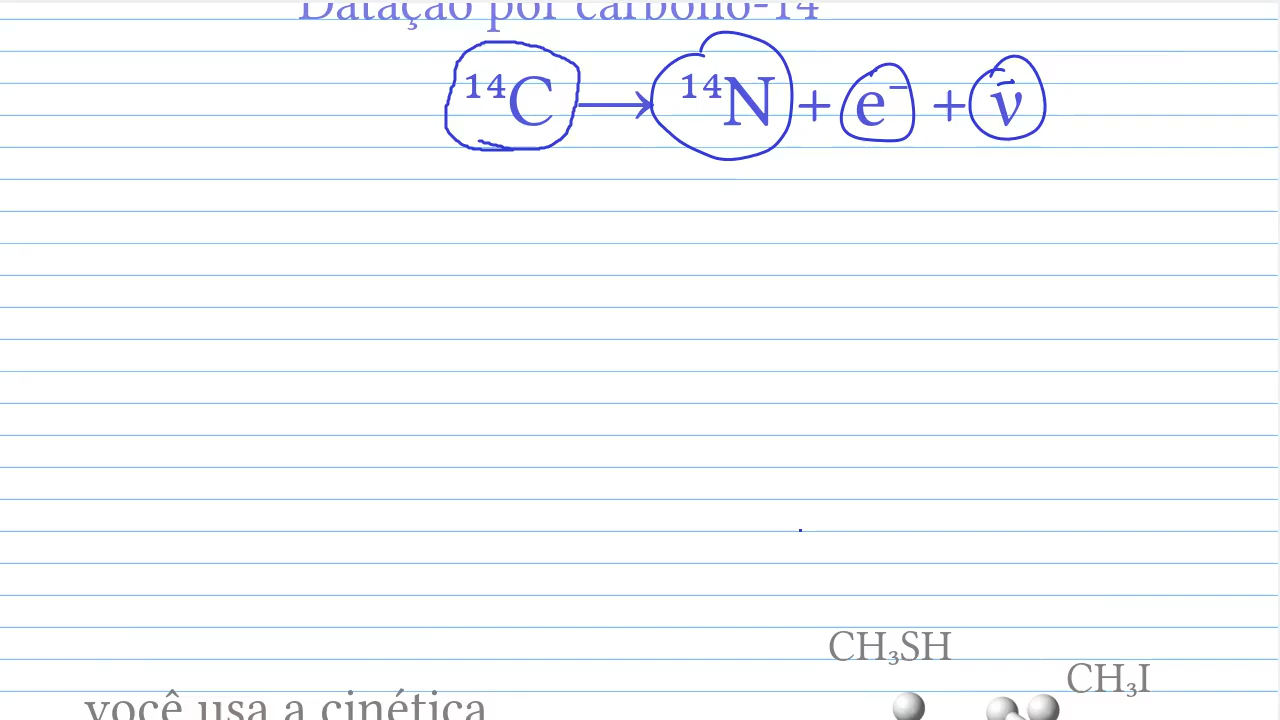 Datação por carbono-14
¹⁴C ⟶ ¹⁴N + e⁻ + ν̄
CH₃SH
CH₃I
você usa a cinética